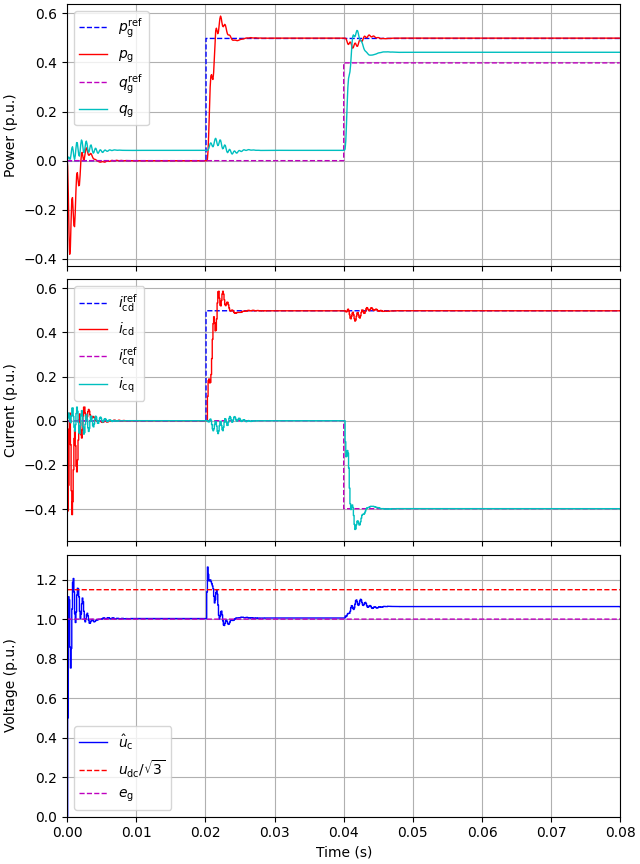 0.6
0.4
0.2
0.0
−0.2
−0.4
Power (p.u.)
p_g^ref
p_g
q_g^ref
q_g
0.6
0.4
0.2
0.0
−0.2
−0.4
Current (p.u.)
i_cd^ref
i_cd
i_cq^ref
i_cq
1.2
1.0
0.8
0.6
0.4
0.2
0.0
Voltage (p.u.)
û_c
u_dc/√3
e_g
0.00 0.01 0.02 0.03 0.04 0.05 0.06 0.07 0.08
Time (s)